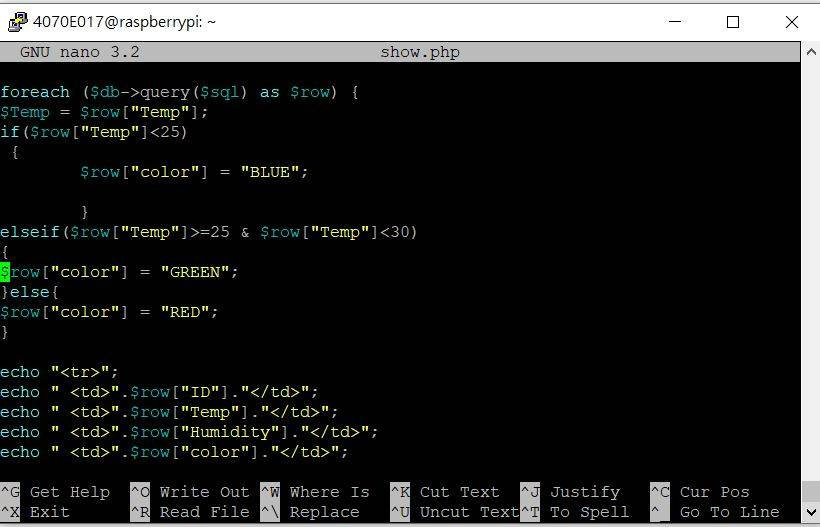 4070E017@raspberrypi: ~
GNU nano 3.2 show.php
foreach ($db->query($sql) as $row) {
$Temp = $row["Temp"];
if($row["Temp"]<25)
{
$row["color"] = "BLUE";
}
elseif($row["Temp"]>=25 & $row["Temp"]<30)
{
$row["color"] = "GREEN";
}else{
$row["color"] = "RED";
}
echo "<tr>";
echo " <td>".$row["ID"]."</td>";
echo " <td>".$row["Temp"]."</td>";
echo " <td>".$row["Humidity"]."</td>";
echo " <td>".$row["color"]."</td>";
^G Get Help ^O Write Out ^W Where Is ^K Cut Text ^J Justify ^C Cur Pos
^X Exit ^R Read File ^\ Replace ^U Uncut Text ^T To Spell ^_ Go To Line